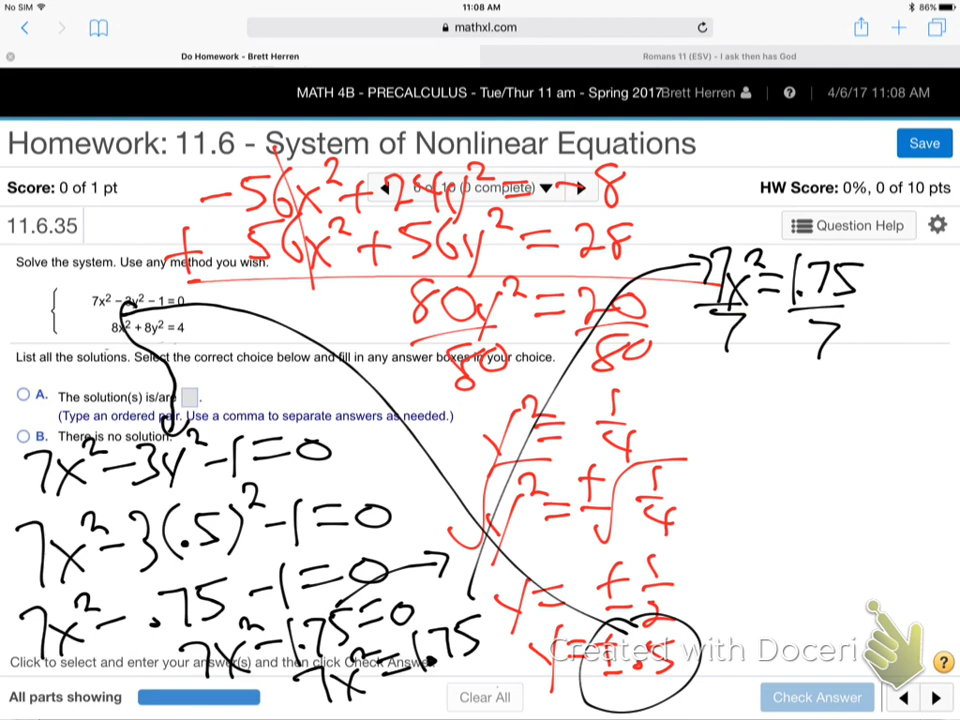 No SIM 11:08 AM 86%
mathxl.com
Do Homework - Brett Herren Romans 11 (ESV) - I ask then has God
MATH 4B - PRECALCULUS - Tue/Thur 11 am - Spring 2017 Brett Herren 4/6/17 11:08 AM
Homework: 11.6 - System of Nonlinear Equations Save
Score: 0 of 1 pt complete) HW Score: 0%, 0 of 10 pts
-56x² + 24y² = -8
11.6.35 Question Help
+ 56x² + 56y² = 28
Solve the system. Use any method you wish.
7x² - 3y² - 1 = 0
8x² + 8y² = 4
80y² = 20
80 80
7x² = 1.75
7 7
List all the solutions. Select the correct choice below and fill in any answer boxes in your choice.
A. The solution(s) is/are .
(Type an ordered pair. Use a comma to separate answers as needed.)
B. There is no solution.
y² = 1/4
y² = ±√1/4
y = ±1/2
y = ±.5
7x² - 3y² - 1 = 0
7x² - 3(.5)² - 1 = 0
7x² - .75 - 1 = 0
7x² - 1.75 = 0
7x² = 1.75
Created with Doceri
Click to select and enter your answer(s) and then click Check Answer. ?
All parts showing Clear All Check Answer